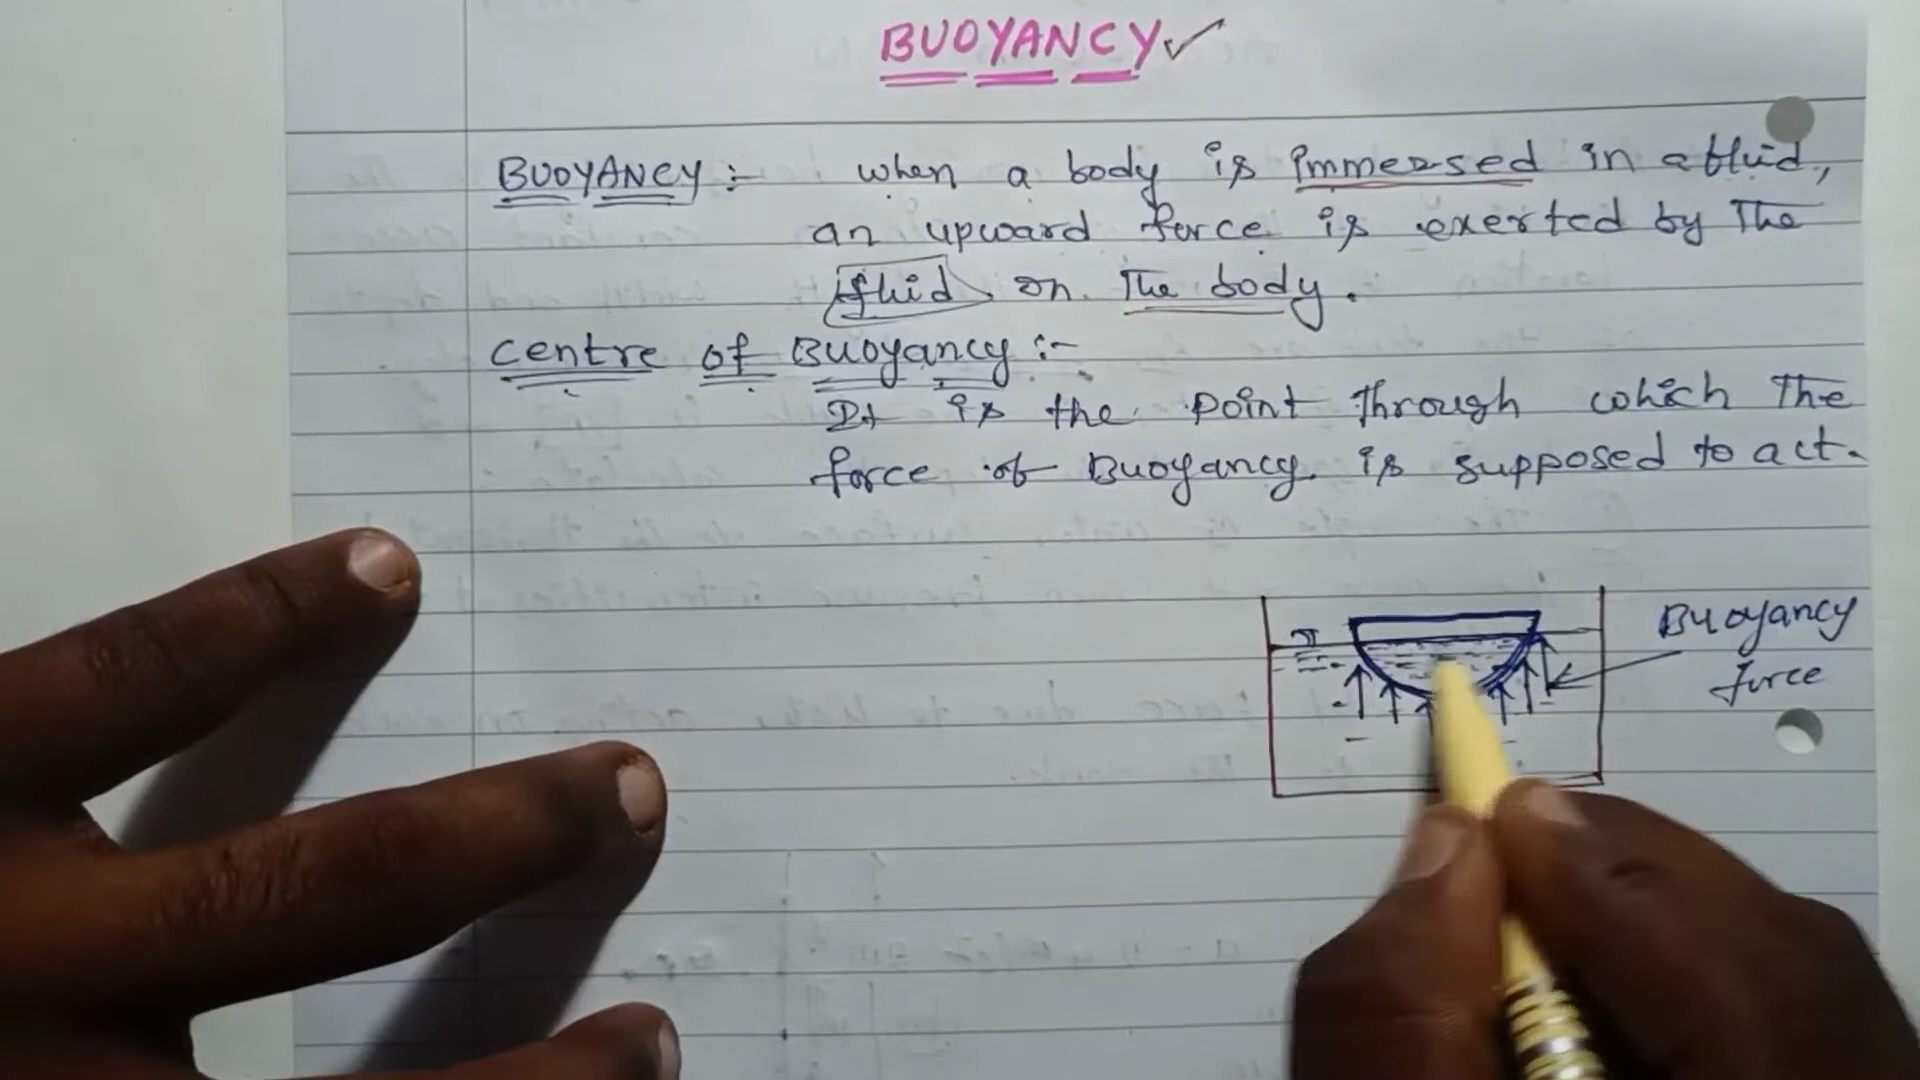 BUOYANCY ✓
BUOYANCY :- when a body is immersed in a fluid,
an upward force is exerted by The
fluid on The body.
centre of Buoyancy :-
It is the point Through which The
force of Buoyancy is supposed to act.
Buoyancy
force